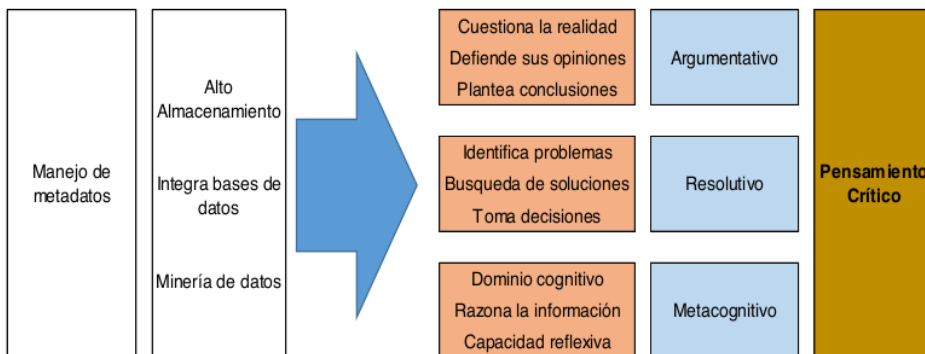 Manejo de
metadatos
Alto
Almacenamiento
Integra bases de
datos
Minería de datos
Cuestiona la realidad
Defiende sus opiniones
Plantea conclusiones
Argumentativo
Identifica problemas
Busqueda de soluciones
Toma decisiones
Resolutivo
Dominio cognitivo
Razona la información
Capacidad reflexiva
Metacognitivo
Pensamiento
Crítico